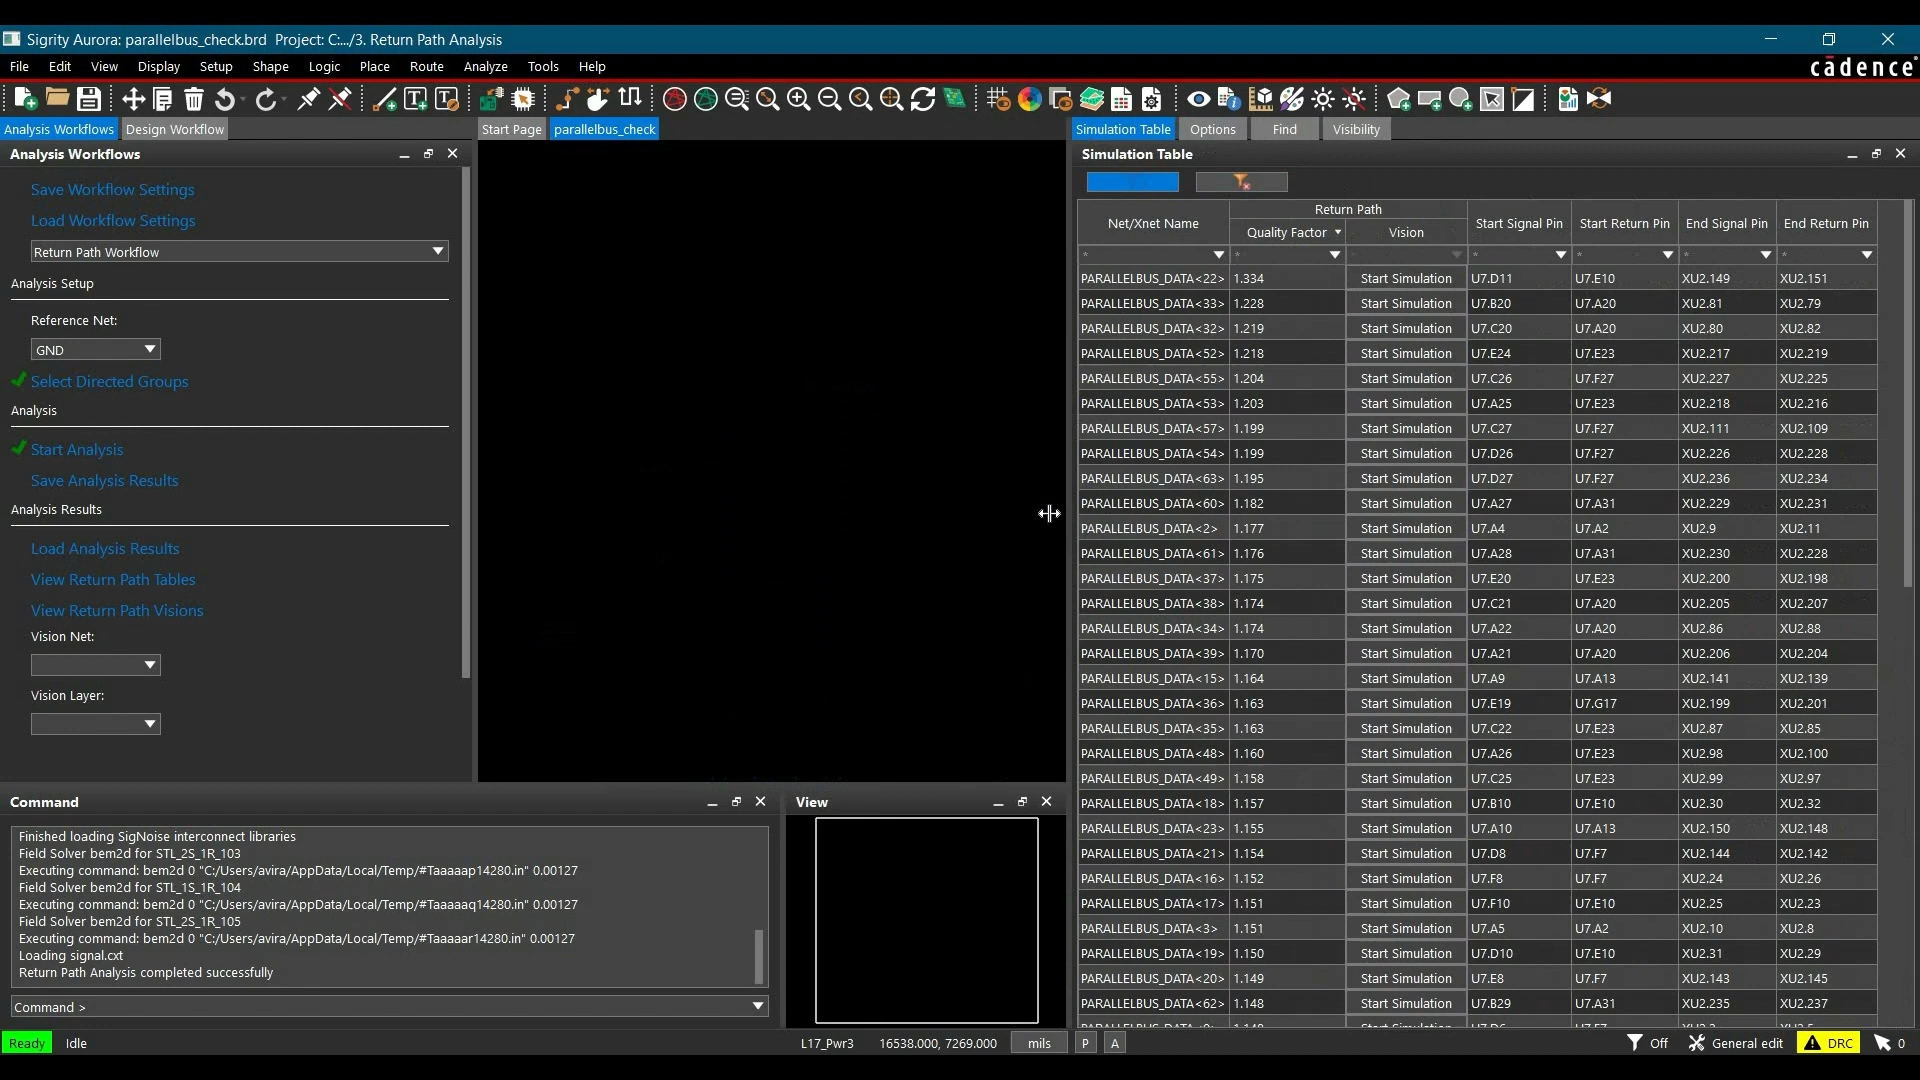 Sigrity Aurora: parallelbus_check.brd  Project: C:.../3. Return Path Analysis
File Edit View Display Setup Shape Logic Place Route Analyze Tools Help
cādence
Analysis Workflows Design Workflow
Start Page parallelbus_check
Simulation Table Options Find Visibility
Analysis Workflows
Save Workflow Settings
Load Workflow Settings
Return Path Workflow
Analysis Setup
Reference Net:
GND
Select Directed Groups
Analysis
Start Analysis
Save Analysis Results
Analysis Results
Load Analysis Results
View Return Path Tables
View Return Path Visions
Vision Net:
Vision Layer:
Command
Finished loading SigNoise interconnect libraries
Field Solver bem2d for STL_2S_1R_103
Executing command: bem2d 0 "C:/Users/avira/AppData/Local/Temp/#Taaaaap14280.in" 0.00127
Field Solver bem2d for STL_1S_1R_104
Executing command: bem2d 0 "C:/Users/avira/AppData/Local/Temp/#Taaaaaq14280.in" 0.00127
Field Solver bem2d for STL_2S_1R_105
Executing command: bem2d 0 "C:/Users/avira/AppData/Local/Temp/#Taaaaar14280.in" 0.00127
Loading signal.cxt
Return Path Analysis completed successfully
Command >
View
Simulation Table
Return Path
Net/Xnet Name Quality Factor Vision Start Signal Pin Start Return Pin End Signal Pin End Return Pin
* * * * * *
PARALLELBUS_DATA<22> 1.334 Start Simulation U7.D11 U7.E10 XU2.149 XU2.151
PARALLELBUS_DATA<33> 1.228 Start Simulation U7.B20 U7.A20 XU2.81 XU2.79
PARALLELBUS_DATA<32> 1.219 Start Simulation U7.C20 U7.A20 XU2.80 XU2.82
PARALLELBUS_DATA<52> 1.218 Start Simulation U7.E24 U7.E23 XU2.217 XU2.219
PARALLELBUS_DATA<55> 1.204 Start Simulation U7.C26 U7.F27 XU2.227 XU2.225
PARALLELBUS_DATA<53> 1.203 Start Simulation U7.A25 U7.E23 XU2.218 XU2.216
PARALLELBUS_DATA<57> 1.199 Start Simulation U7.C27 U7.F27 XU2.111 XU2.109
PARALLELBUS_DATA<54> 1.199 Start Simulation U7.D26 U7.F27 XU2.226 XU2.228
PARALLELBUS_DATA<63> 1.195 Start Simulation U7.D27 U7.F27 XU2.236 XU2.234
PARALLELBUS_DATA<60> 1.182 Start Simulation U7.A27 U7.A31 XU2.229 XU2.231
PARALLELBUS_DATA<2> 1.177 Start Simulation U7.A4 U7.A2 XU2.9 XU2.11
PARALLELBUS_DATA<61> 1.176 Start Simulation U7.A28 U7.A31 XU2.230 XU2.228
PARALLELBUS_DATA<37> 1.175 Start Simulation U7.E20 U7.E23 XU2.200 XU2.198
PARALLELBUS_DATA<38> 1.174 Start Simulation U7.C21 U7.A20 XU2.205 XU2.207
PARALLELBUS_DATA<34> 1.174 Start Simulation U7.A22 U7.A20 XU2.86 XU2.88
PARALLELBUS_DATA<39> 1.170 Start Simulation U7.A21 U7.A20 XU2.206 XU2.204
PARALLELBUS_DATA<15> 1.164 Start Simulation U7.A9 U7.A13 XU2.141 XU2.139
PARALLELBUS_DATA<36> 1.163 Start Simulation U7.E19 U7.G17 XU2.199 XU2.201
PARALLELBUS_DATA<35> 1.163 Start Simulation U7.C22 U7.E23 XU2.87 XU2.85
PARALLELBUS_DATA<48> 1.160 Start Simulation U7.A26 U7.E23 XU2.98 XU2.100
PARALLELBUS_DATA<49> 1.158 Start Simulation U7.C25 U7.E23 XU2.99 XU2.97
PARALLELBUS_DATA<18> 1.157 Start Simulation U7.B10 U7.E10 XU2.30 XU2.32
PARALLELBUS_DATA<23> 1.155 Start Simulation U7.A10 U7.A13 XU2.150 XU2.148
PARALLELBUS_DATA<21> 1.154 Start Simulation U7.D8 U7.F7 XU2.144 XU2.142
PARALLELBUS_DATA<16> 1.152 Start Simulation U7.F8 U7.F7 XU2.24 XU2.26
PARALLELBUS_DATA<17> 1.151 Start Simulation U7.F10 U7.E10 XU2.25 XU2.23
PARALLELBUS_DATA<3> 1.151 Start Simulation U7.A5 U7.A2 XU2.10 XU2.8
PARALLELBUS_DATA<19> 1.150 Start Simulation U7.D10 U7.E10 XU2.31 XU2.29
PARALLELBUS_DATA<20> 1.149 Start Simulation U7.E8 U7.F7 XU2.143 XU2.145
PARALLELBUS_DATA<62> 1.148 Start Simulation U7.B29 U7.A31 XU2.235 XU2.237
Ready Idle L17_Pwr3 16538.000, 7269.000 mils P A Off General edit DRC 0